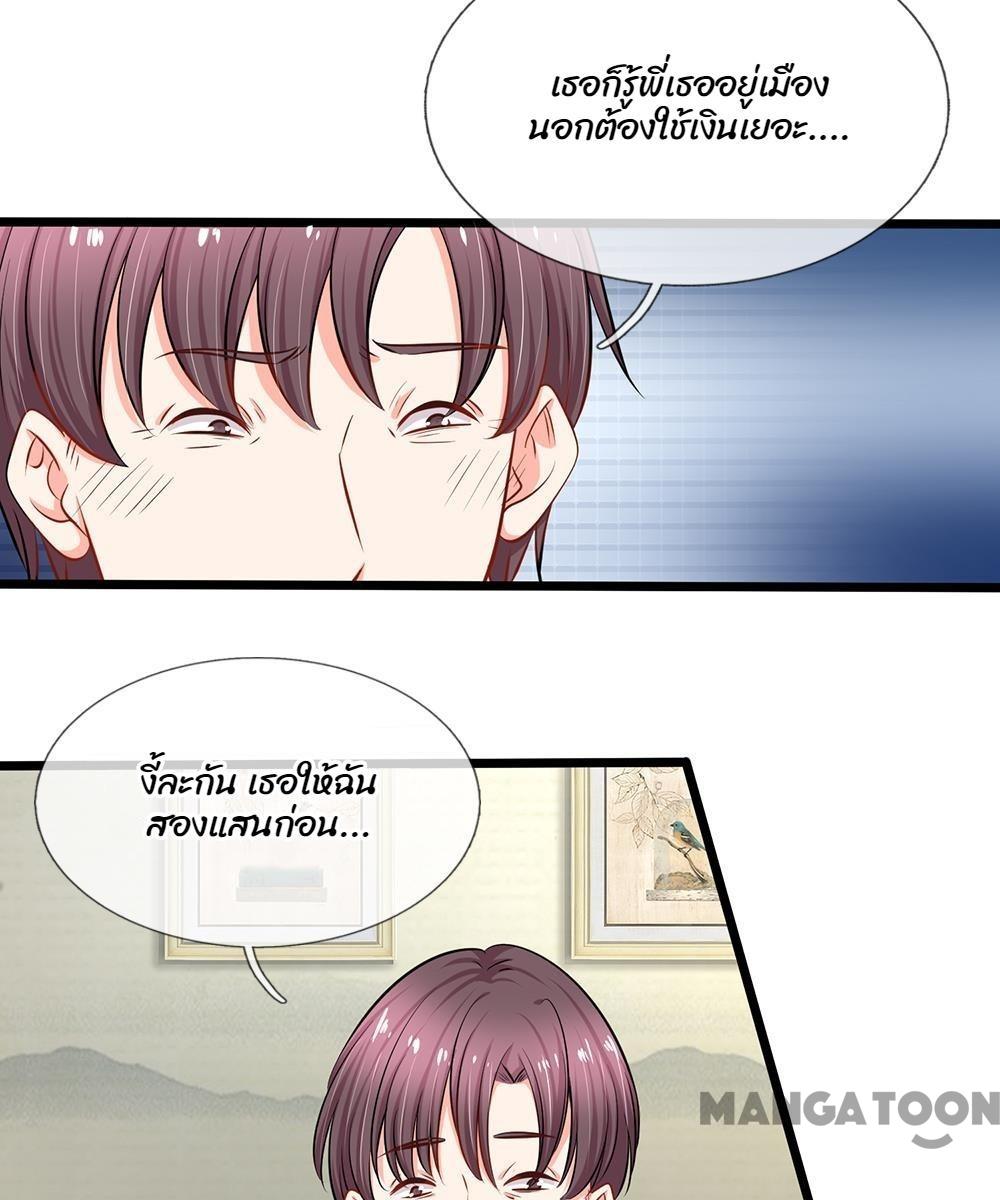 เธอก็รู้พี่เธออยู่เมือง
นอกต้องใช้เงินเยอะ....
งี้ละกัน เธอให้ฉัน
สองแสนก่อน...
MANGATOON